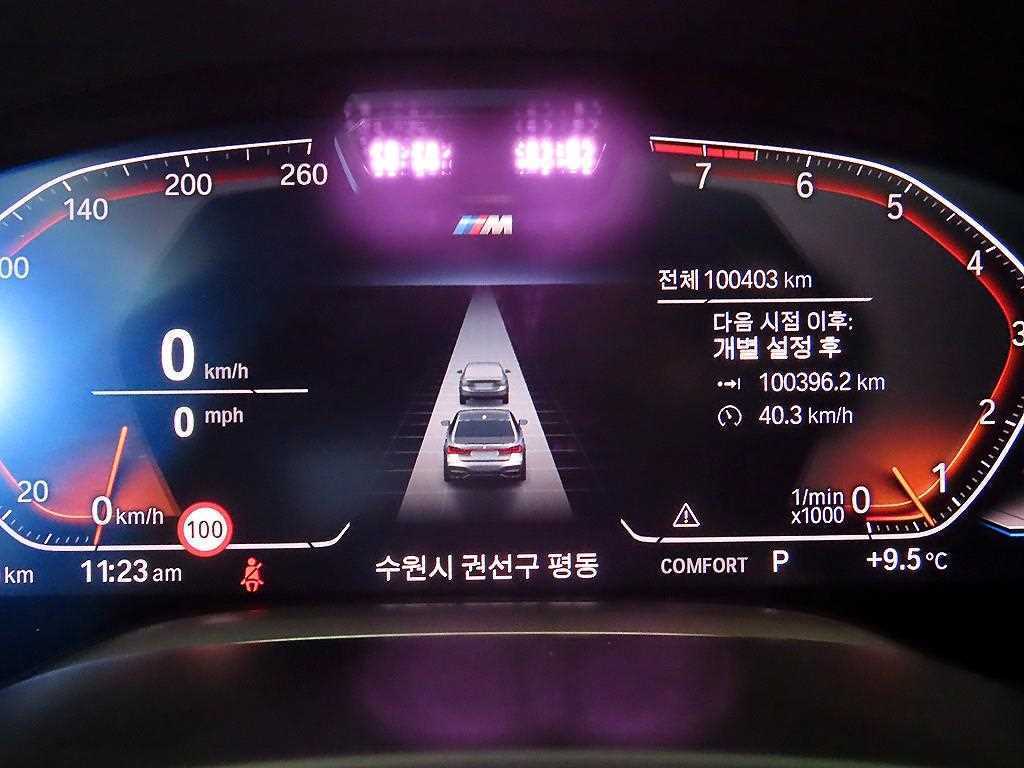 260
200
140
00
20
0 km/h
100
0 km/h
0 mph
M
7
6
5
4
3
2
1
0
1/min
x1000
전체 100403 km
다음 시점 이후:
개별 설정 후
100396.2 km
40.3 km/h
km
11:23 am
수원시 권선구 평동
COMFORT
P
+9.5 °C